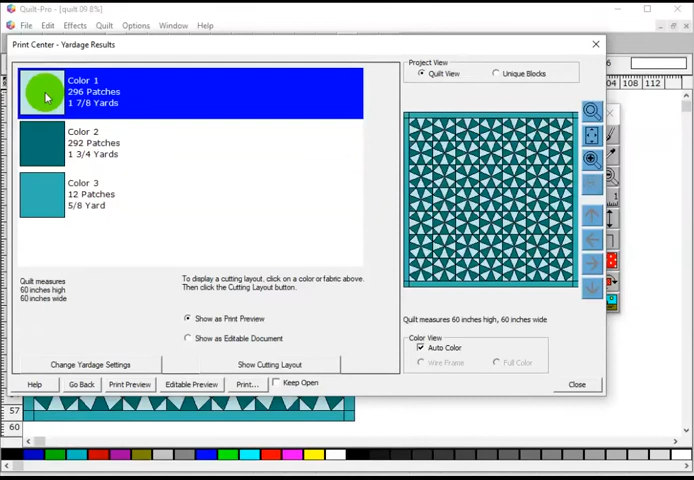 Quilt-Pro - [quilt 09.8%]
File Edit Effects Quilt Options Window Help
Print Center - Yardage Results
6
104 108 112
Color 1
296 Patches
1 7/8 Yards
Color 2
292 Patches
1 3/4 Yards
Color 3
12 Patches
5/8 Yard
Project View
Quilt View Unique Blocks
Quilt measures
60 inches high
60 inches wide
To display a cutting layout, click on a color or fabric above.
Then click the Cutting Layout button.
Show as Print Preview
Show as Editable Document
Quilt measures 60 inches high, 60 inches wide
Color View
Auto Color
Wire Frame Full Color
Change Yardage Settings Show Cutting Layout
Help Go Back Print Preview Editable Preview Print... Keep Open Close
57
60